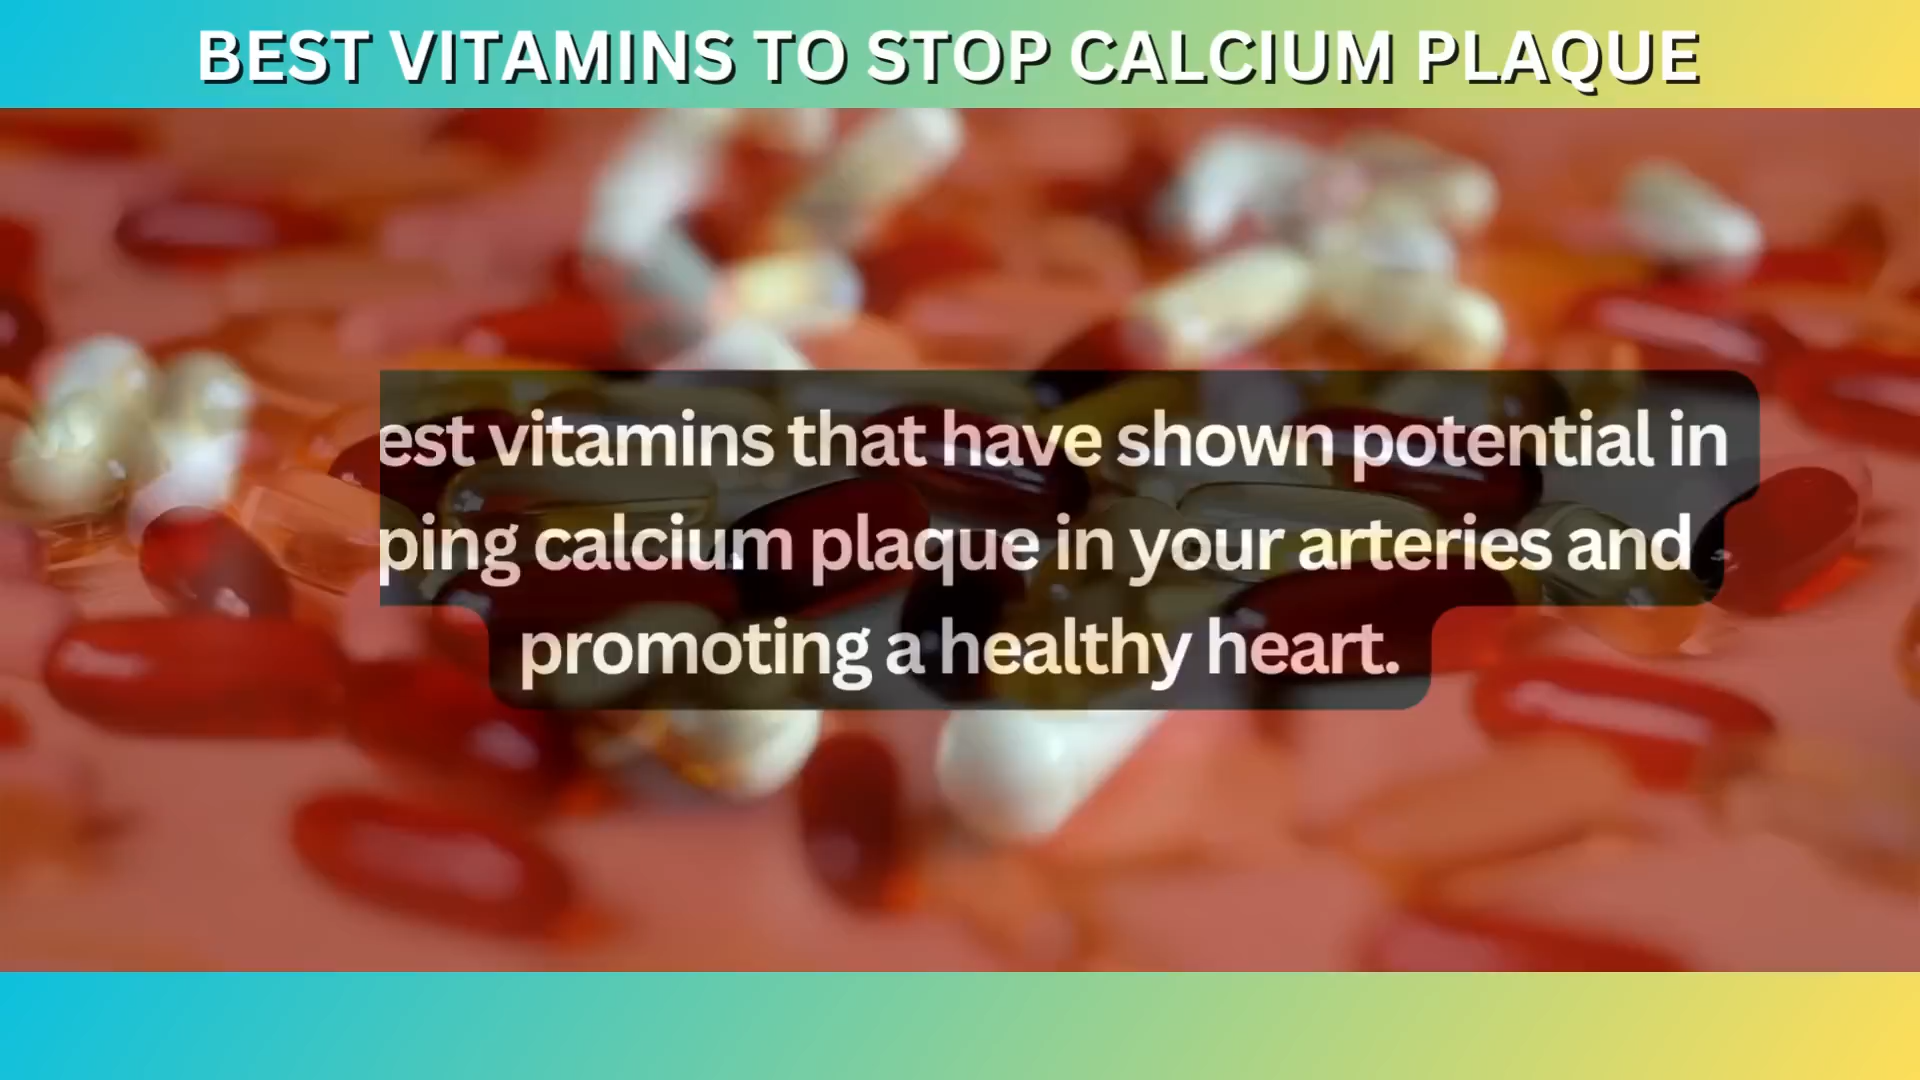 BEST VITAMINS TO STOP CALCIUM PLAQUE
est vitamins that have shown potential in
ping calcium plaque in your arteries and
promoting a healthy heart.